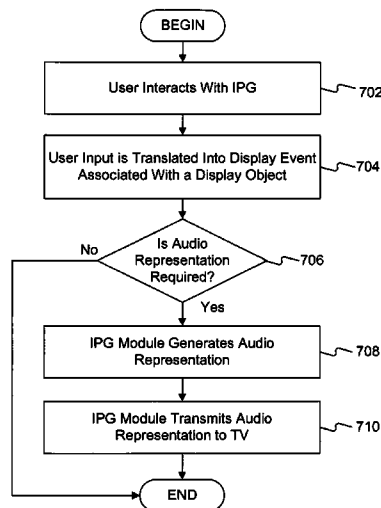 BEGIN
User Interacts With IPG
702
User Input is Translated Into Display Event
Associated With a Display Object
704
No
Is Audio
Representation
Required?
706
Yes
IPG Module Generates Audio
Representation
708
IPG Module Transmits Audio
Representation to TV
710
END